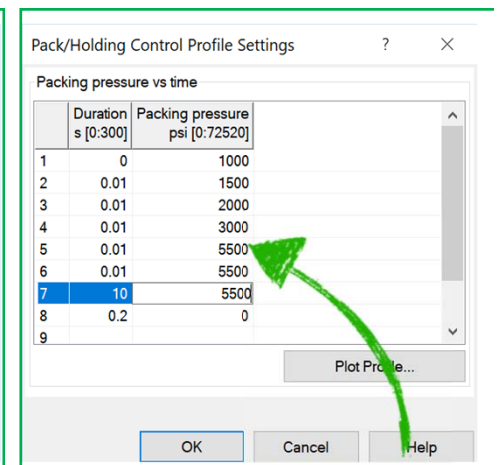 Pack/Holding Control Profile Settings ? ×
Packing pressure vs time
Duration Packing pressure
s [0:300] psi [0:72520]
1 0 1000
2 0.01 1500
3 0.01 2000
4 0.01 3000
5 0.01 5500
6 0.01 5500
7 10 5500
8 0.2 0
9
Plot Profile...
OK Cancel Help